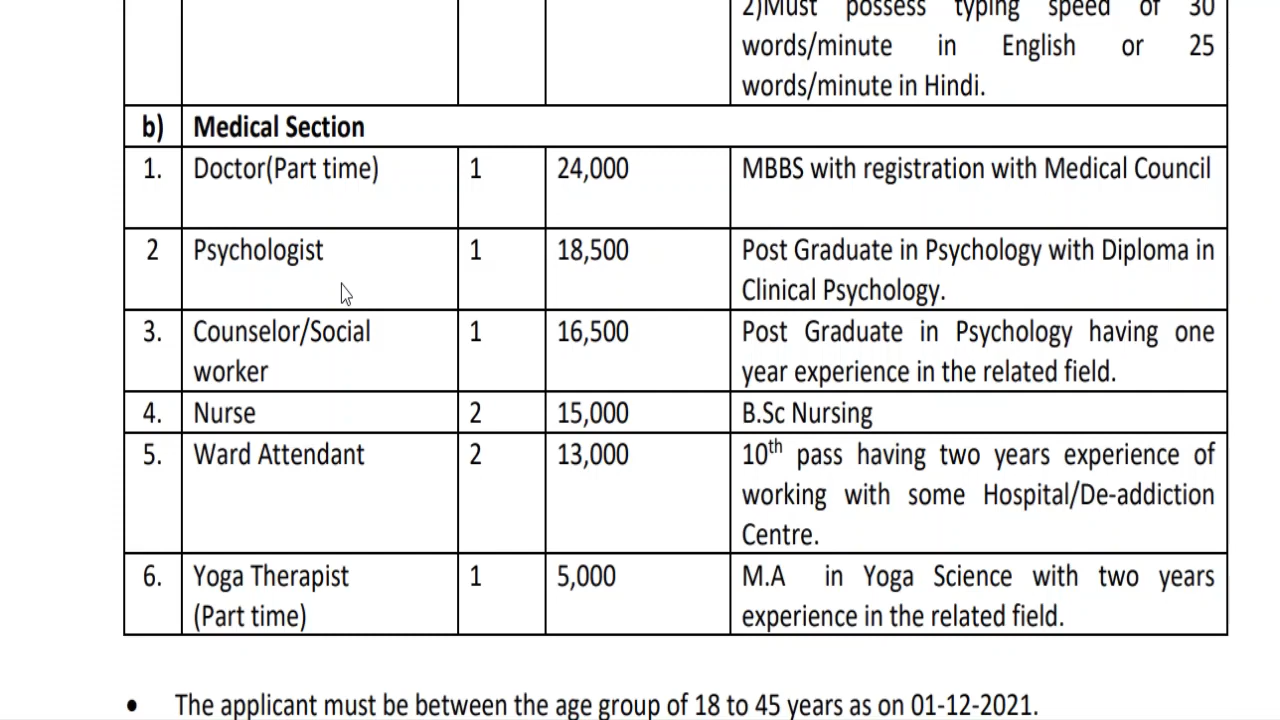 2)Must possess typing speed of 30
words/minute in English or 25
words/minute in Hindi.
b) Medical Section
1. Doctor(Part time) 1 24,000 MBBS with registration with Medical Council
2 Psychologist 1 18,500 Post Graduate in Psychology with Diploma in
Clinical Psychology.
3. Counselor/Social 1 16,500 Post Graduate in Psychology having one
worker year experience in the related field.
4. Nurse 2 15,000 B.Sc Nursing
5. Ward Attendant 2 13,000 10th pass having two years experience of
working with some Hospital/De-addiction
Centre.
6. Yoga Therapist 1 5,000 M.A in Yoga Science with two years
(Part time) experience in the related field.
• The applicant must be between the age group of 18 to 45 years as on 01-12-2021.